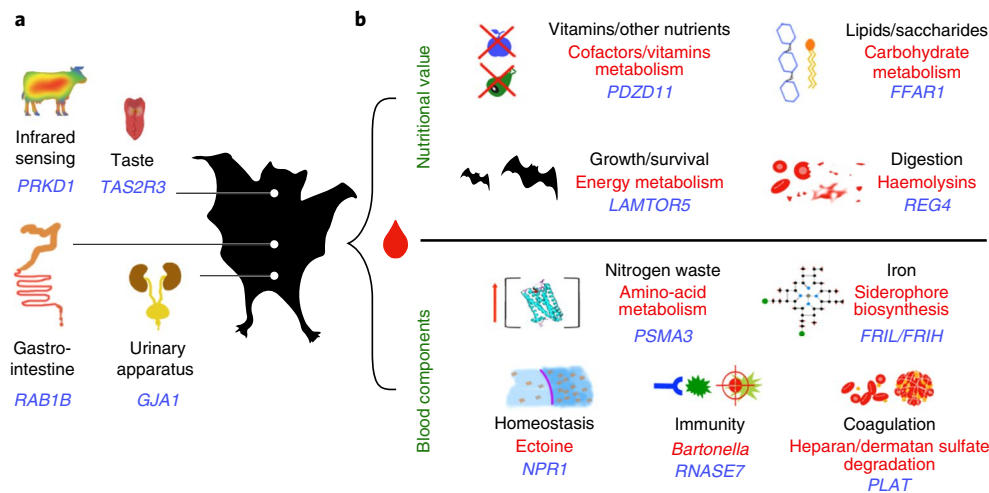 a
Infrared
sensing
PRKD1
Taste
TAS2R3
Gastro-
intestine
RAB1B
Urinary
apparatus
GJA1
b
Nutritional value
Vitamins/other nutrients
Cofactors/vitamins
metabolism
PDZD11
Lipids/saccharides
Carbohydrate
metabolism
FFAR1
Growth/survival
Energy metabolism
LAMTOR5
Digestion
Haemolysins
REG4
Blood components
Nitrogen waste
Amino-acid
metabolism
PSMA3
Iron
Siderophore
biosynthesis
FRIL/FRIH
Homeostasis
Ectoine
NPR1
Immunity
Bartonella
RNASE7
Coagulation
Heparan/dermatan sulfate
degradation
PLAT